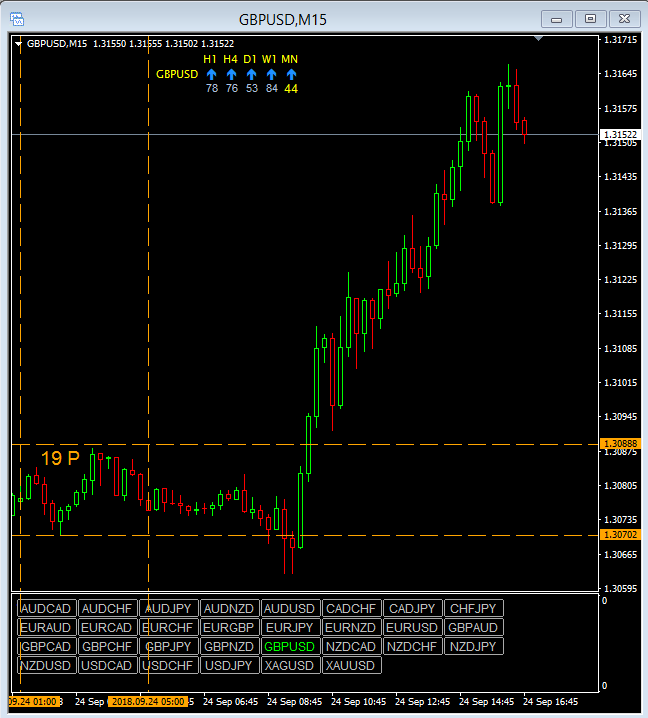 GBPUSD,M15
GBPUSD,M15 1.31550 1.31555 1.31502 1.31522
H1 H4 D1 W1 MN
GBPUSD
78 76 53 84 44
1.31715
1.31645
1.31575
1.31522
1.31505
1.31435
1.31365
1.31295
1.31225
1.31155
1.31085
1.31015
1.30945
1.30888
1.30875
19 P
1.30805
1.30735
1.30702
1.30665
1.30595
0
AUDCAD AUDCHF AUDJPY AUDNZD AUDUSD CADCHF CADJPY CHFJPY
EURAUD EURCAD EURCHF EURGBP EURJPY EURNZD EURUSD GBPAUD
GBPCAD GBPCHF GBPJPY GBPNZD GBPUSD NZDCAD NZDCHF NZDJPY
NZDUSD USDCAD USDCHF USDJPY XAGUSD XAUUSD
0
09.24 01:00 24 Sep 2018.09.24 05:00 24 Sep 06:45 24 Sep 08:45 24 Sep 10:45 24 Sep 12:45 24 Sep 14:45 24 Sep 16:45